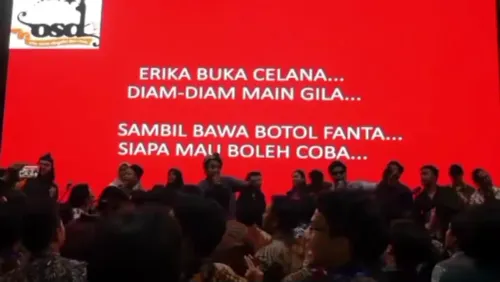 osd
ERIKA BUKA CELANA...
DIAM-DIAM MAIN GILA...
SAMBIL BAWA BOTOL FANTA...
SIAPA MAU BOLEH COBA...